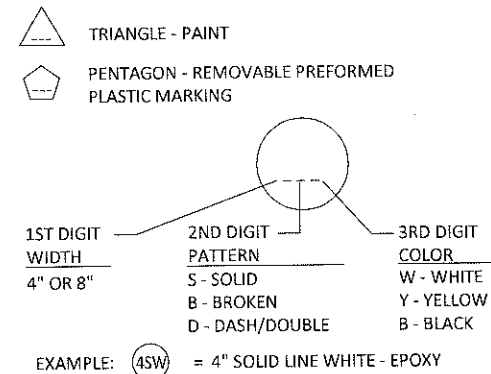 TRIANGLE - PAINT
PENTAGON - REMOVABLE PREFORMED
PLASTIC MARKING
1ST DIGIT
WIDTH
4" OR 8"
2ND DIGIT
PATTERN
S - SOLID
B - BROKEN
D - DASH/DOUBLE
3RD DIGIT
COLOR
W - WHITE
Y - YELLOW
B - BLACK
EXAMPLE: 4SW = 4" SOLID LINE WHITE - EPOXY